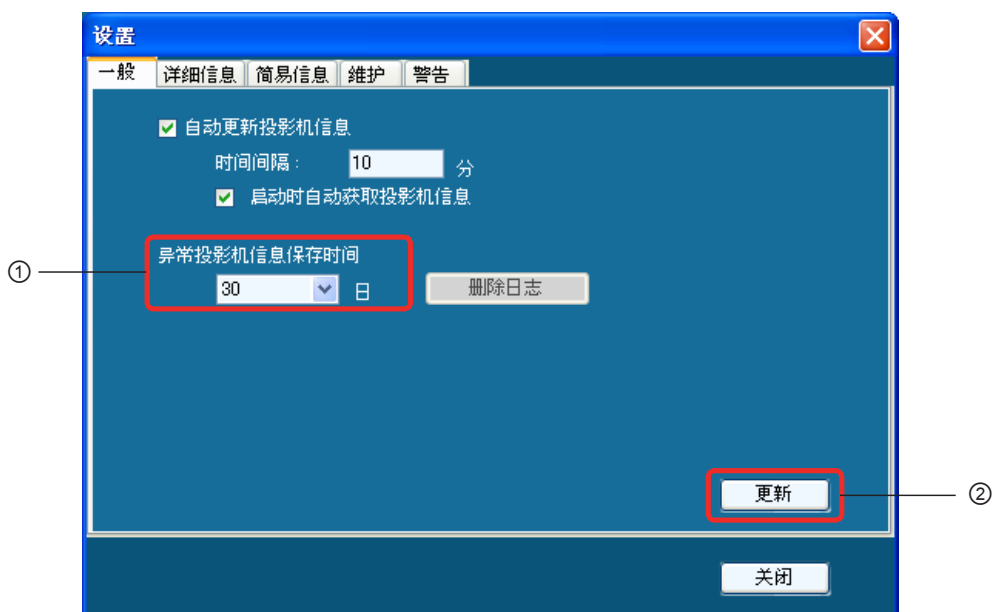 设置
一般 详细信息 简易信息 维护 警告
自动更新投影机信息
时间间隔： 10 分
启动时自动获取投影机信息
异常投影机信息保存时间
① 30 日 删除日志
更新 ②
关闭